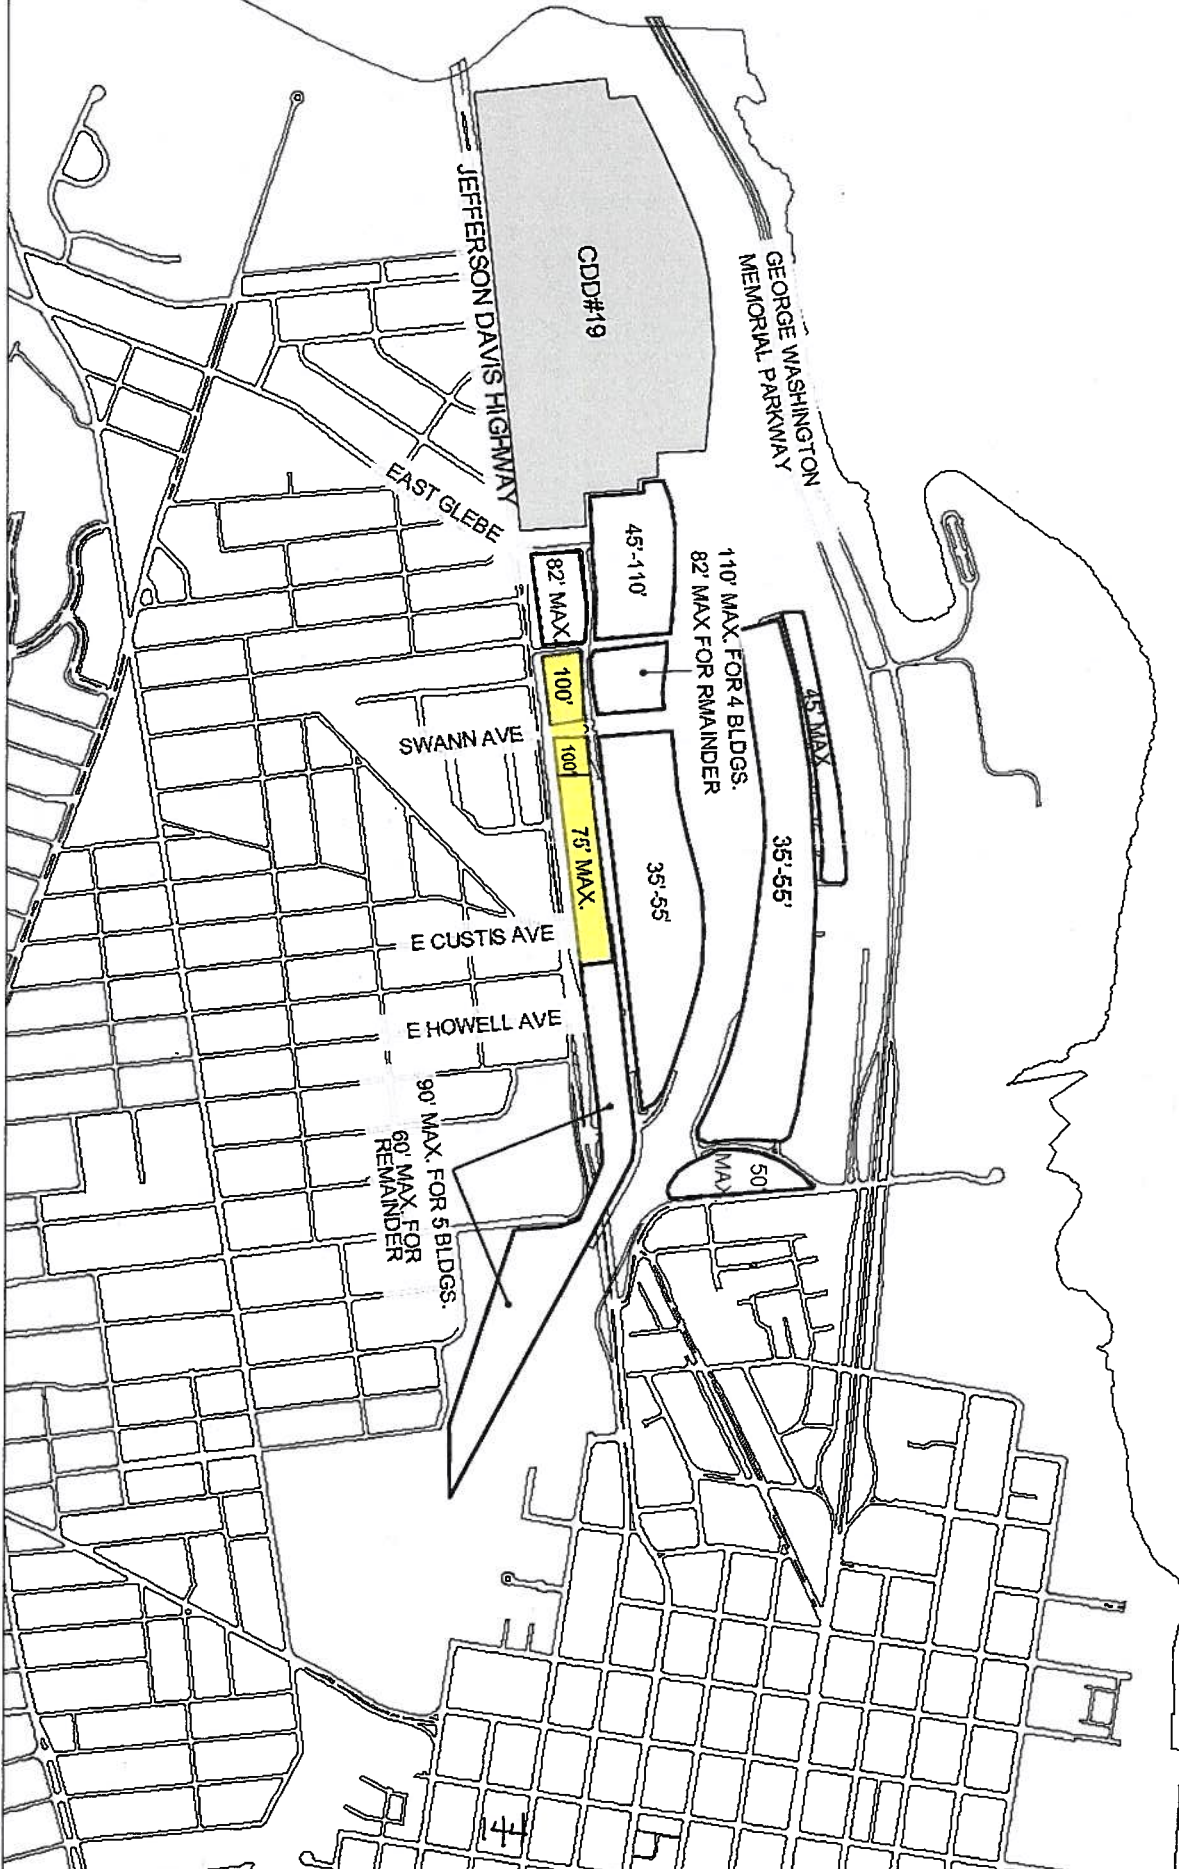 GEORGE WASHINGTON
MEMORIAL PARKWAY
JEFFERSON DAVIS HIGHWAY
CDD#19
EAST GLEBE
45'-110'
82' MAX.
110' MAX. FOR 4 BLDGS.
82' MAX FOR RMAINDER
45' MAX
100'
SWANN AVE
100'
75' MAX.
35'-55'
35'-55'
E CUSTIS AVE
E HOWELL AVE
90' MAX. FOR 5 BLDGS.
60' MAX. FOR
REMAINDER
50'
MAX
144